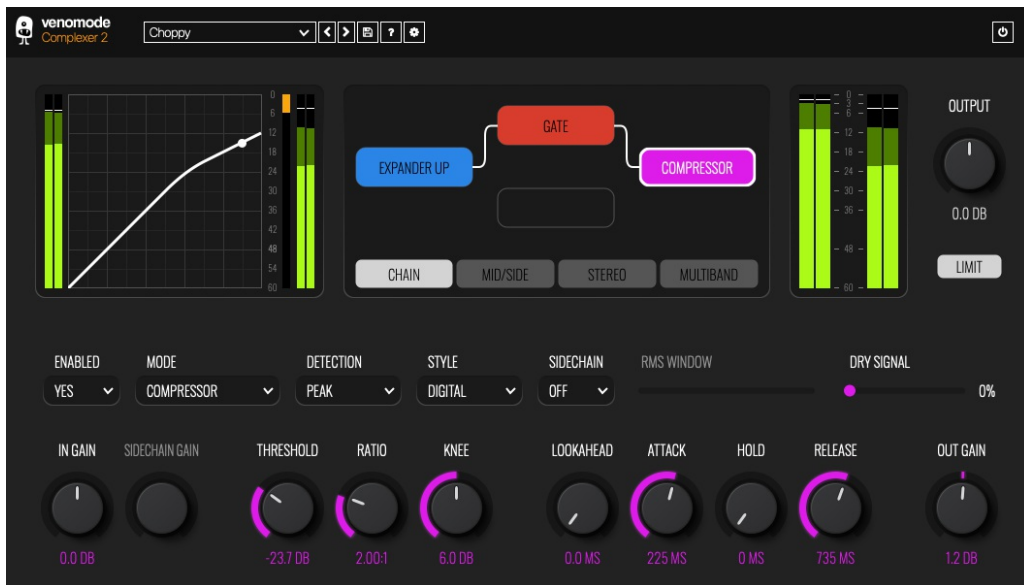 venomode
Complexer 2
Choppy
?
0
6
12
18
24
30
36
42
48
54
60
EXPANDER UP
GATE
COMPRESSOR
CHAIN MID/SIDE STEREO MULTIBAND
0
3
6
12
18
24
30
36
48
60
OUTPUT
0.0 DB
LIMIT
ENABLED MODE DETECTION STYLE SIDECHAIN RMS WINDOW DRY SIGNAL
YES COMPRESSOR PEAK DIGITAL OFF 0%
IN GAIN SIDECHAIN GAIN THRESHOLD RATIO KNEE LOOKAHEAD ATTACK HOLD RELEASE OUT GAIN
0.0 DB -23.7 DB 2.00:1 6.0 DB 0.0 MS 225 MS 0 MS 735 MS 1.2 DB